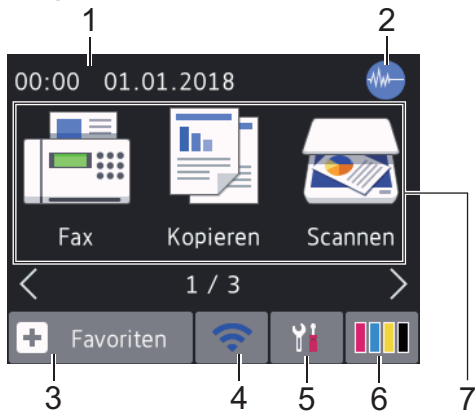 1
2
00:00 01.01.2018
Fax Kopieren Scannen
1 / 3
Favoriten
3 4 5 6 7